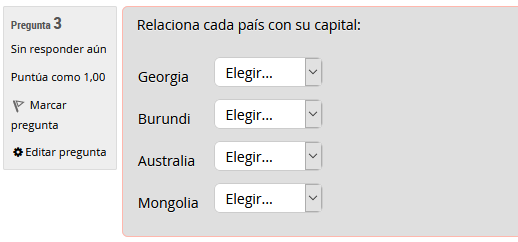 Pregunta 3
Sin responder aún
Puntúa como 1,00
Marcar
pregunta
Editar pregunta
Relaciona cada país con su capital:
Georgia Elegir...
Burundi Elegir...
Australia Elegir...
Mongolia Elegir...